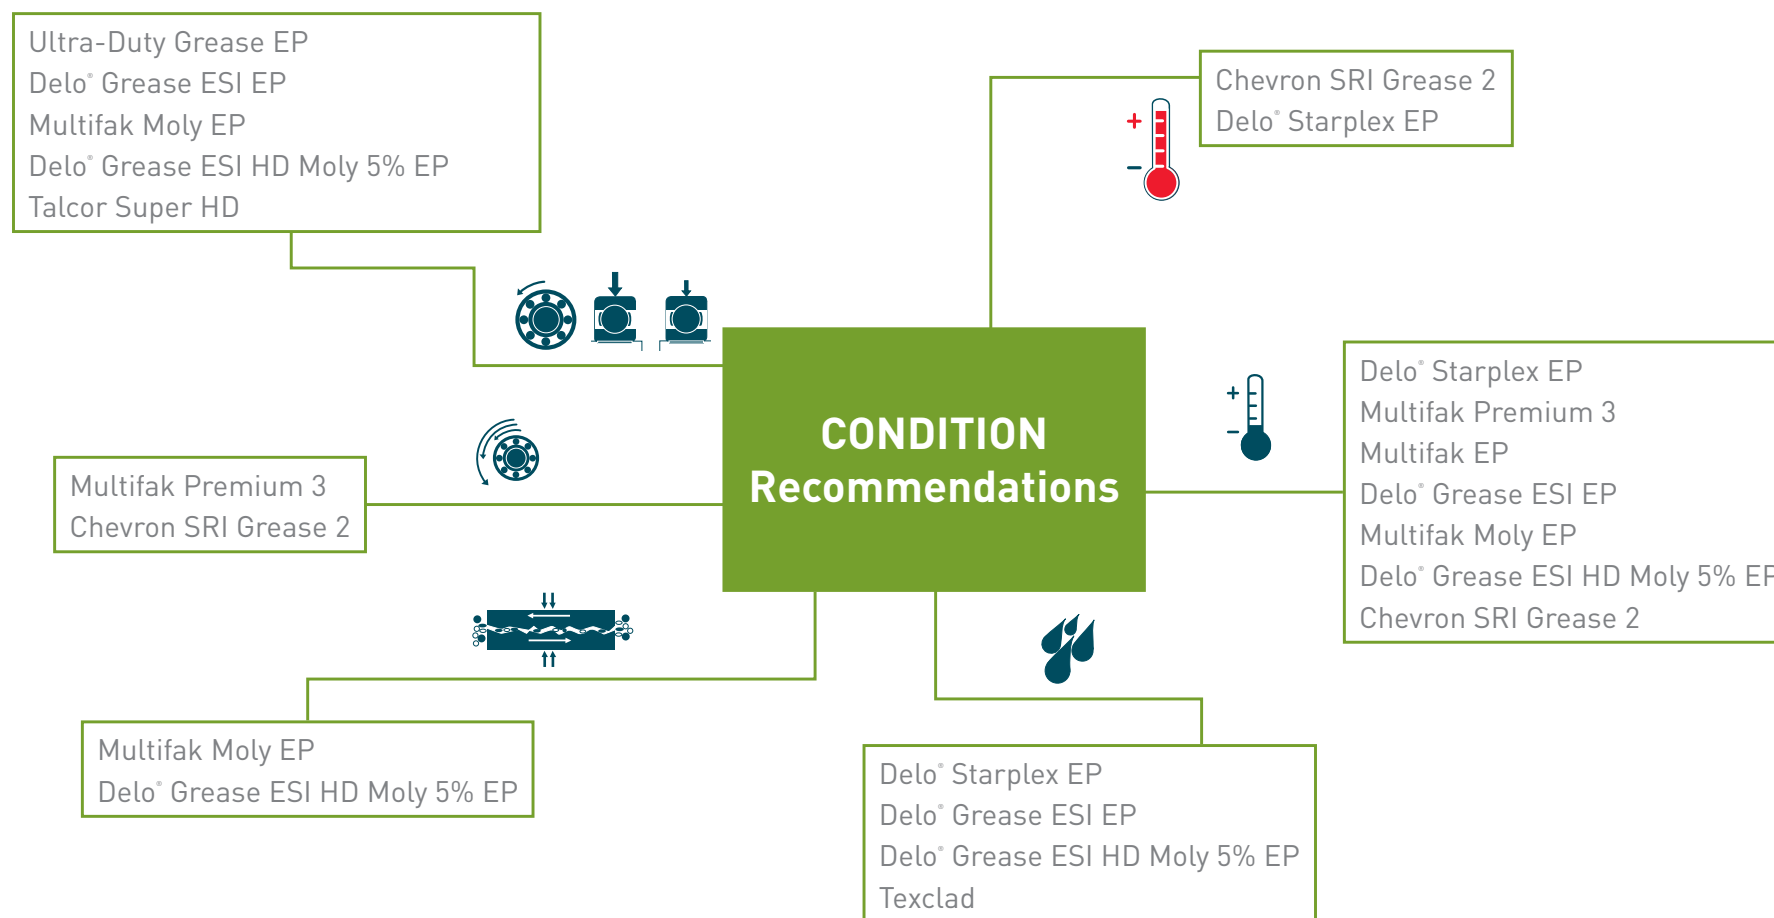 Ultra-Duty Grease EP
Delo® Grease ESI EP
Multifak Moly EP
Delo® Grease ESI HD Moly 5% EP
Talcor Super HD
Chevron SRI Grease 2
Delo® Starplex EP
+
−
CONDITION
Recommendations
+
−
Delo® Starplex EP
Multifak Premium 3
Multifak EP
Delo® Grease ESI EP
Multifak Moly EP
Delo® Grease ESI HD Moly 5% EP
Chevron SRI Grease 2
Multifak Premium 3
Chevron SRI Grease 2
Multifak Moly EP
Delo® Grease ESI HD Moly 5% EP
Delo® Starplex EP
Delo® Grease ESI EP
Delo® Grease ESI HD Moly 5% EP
Texclad